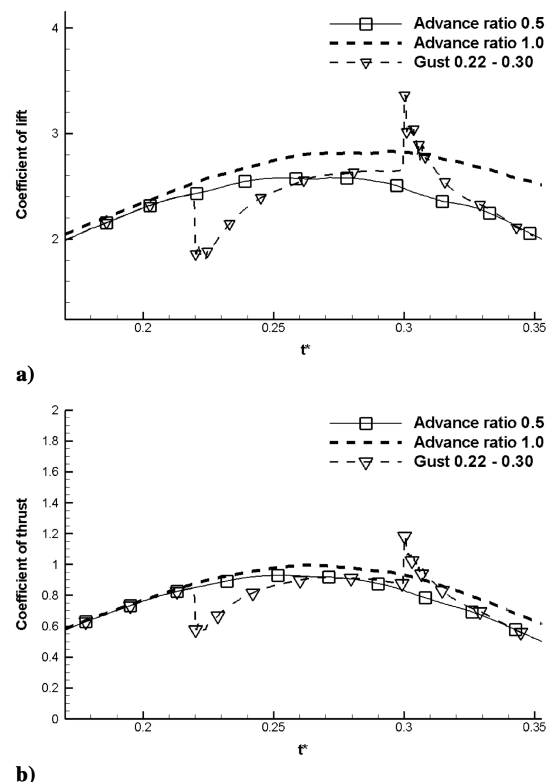 Advance ratio 0.5
Advance ratio 1.0
Gust 0.22 - 0.30
Coefficient of lift
4
3
2
0.2
0.25
0.3
0.35
t*
a)
Advance ratio 0.5
Advance ratio 1.0
Gust 0.22 - 0.30
Coefficient of thrust
2
1.8
1.6
1.4
1.2
1
0.8
0.6
0.4
0.2
0
0.2
0.25
0.3
0.35
t*
b)